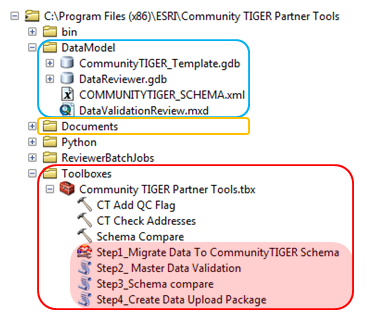 C:\Program Files (x86)\ESRI\Community TIGER Partner Tools
bin
DataModel
CommunityTIGER_Template.gdb
DataReviewer.gdb
COMMUNITYTIGER_SCHEMA.xml
DataValidationReview.mxd
Documents
Python
ReviewerBatchJobs
Toolboxes
Community TIGER Partner Tools.tbx
CT Add QC Flag
CT Check Addresses
Schema Compare
Step1_Migrate Data To CommunityTIGER Schema
Step2_ Master Data Validation
Step3_Schema compare
Step4_Create Data Upload Package